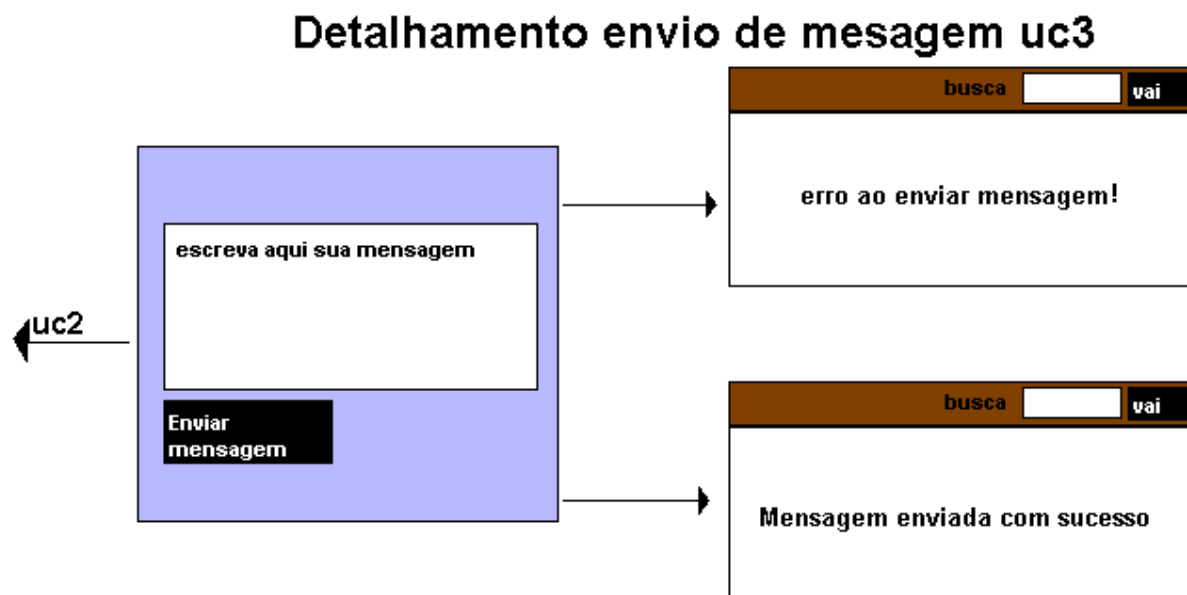 Detalhamento envio de mesagem uc3
busca vai
erro ao enviar mensagem!
escreva aqui sua mensagem
uc2
Enviar
mensagem
busca vai
Mensagem enviada com sucesso